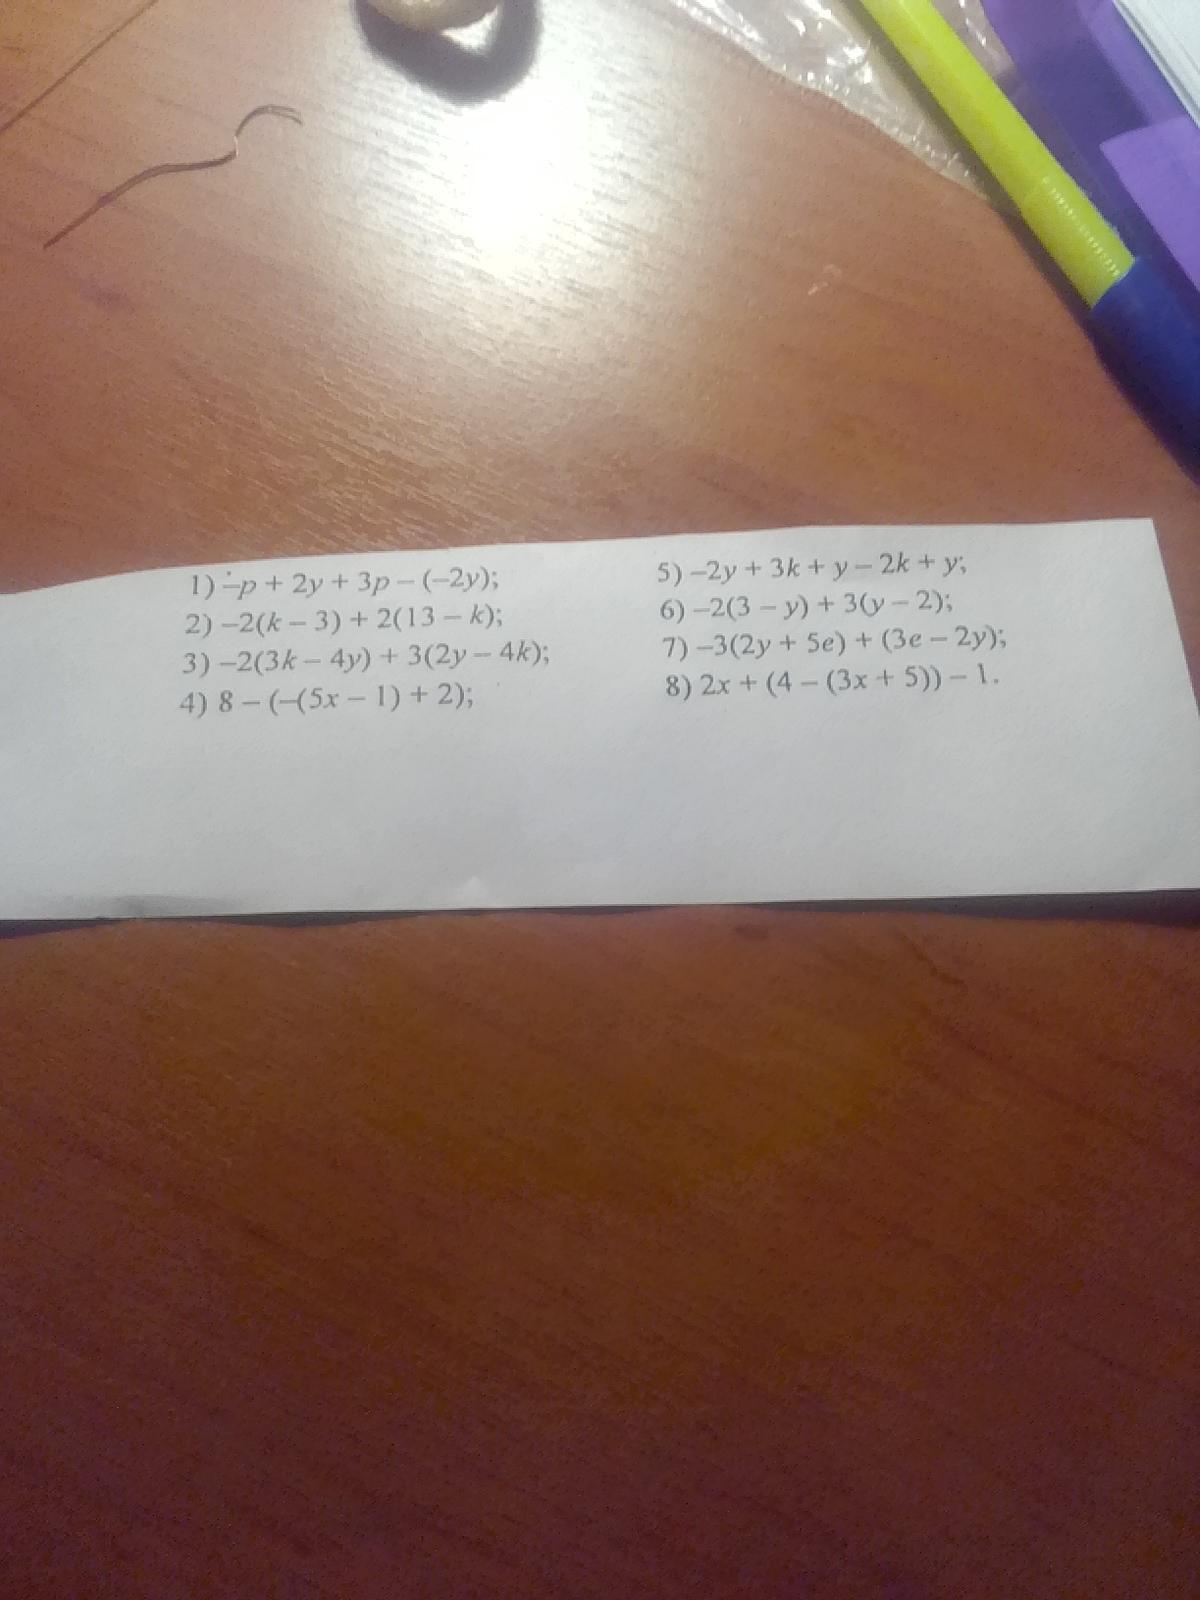 1) –p + 2y + 3p – (–2y);
2) –2(k – 3) + 2(13 – k);
3) –2(3k – 4y) + 3(2y – 4k);
4) 8 – (–(5x – 1) + 2);
5) –2y + 3k + y – 2k + y;
6) –2(3 – y) + 3(y – 2);
7) –3(2y + 5e) + (3e – 2y);
8) 2x + (4 – (3x + 5)) – 1.